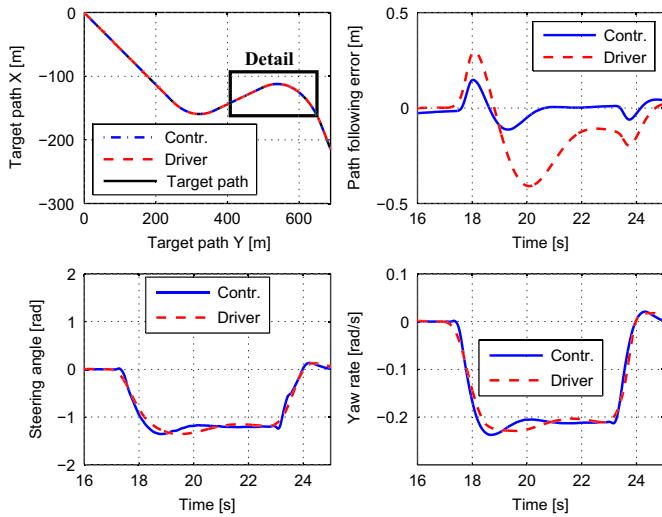 0
−100
−200
−300
Target path X [m]
Detail
Contr.
Driver
Target path
0 200 400 600
Target path Y [m]
0.5
0
−0.5
Path following error [m]
Contr.
Driver
16 18 20 22 24
Time [s]
2
1
0
−1
−2
Steering angle [rad]
Contr.
Driver
16 18 20 22 24
Time [s]
0.1
0
−0.1
−0.2
Yaw rate [rad/s]
Contr.
Driver
16 18 20 22 24
Time [s]